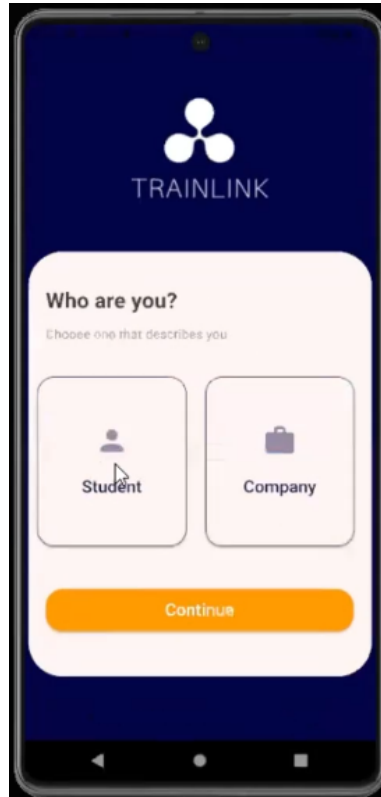 TRAINLINK
Who are you?
Choose one that describes you
Student
Company
Continue